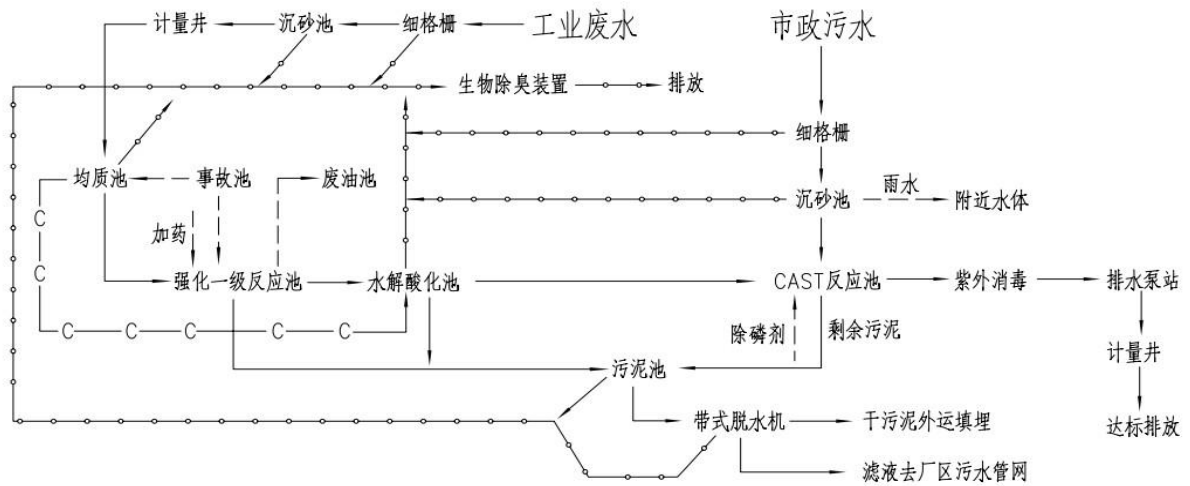 计量井
沉砂池
细格栅
工业废水
市政污水
生物除臭装置
排放
细格栅
均质池
事故池
废油池
沉砂池
雨水
附近水体
加药
C
C
强化一级反应池
水解酸化池
CAST反应池
紫外消毒
排水泵站
C
C
C
C
C
除磷剂
剩余污泥
计量井
污泥池
带式脱水机
干污泥外运填埋
达标排放
滤液去厂区污水管网